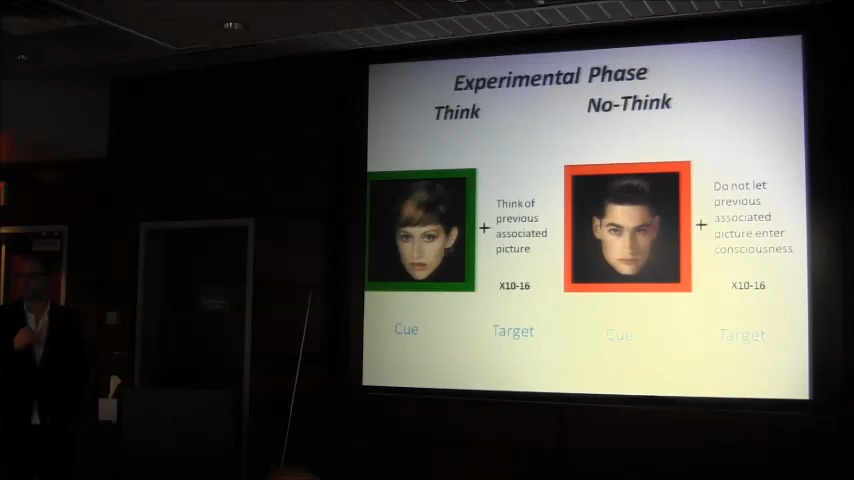 Experimental Phase
Think
No-Think
Think of
previous
associated
picture
X10-16
Do not let
previous
associated
picture enter
consciousness
X10-16
+
+
Cue
Target
Cue
Target